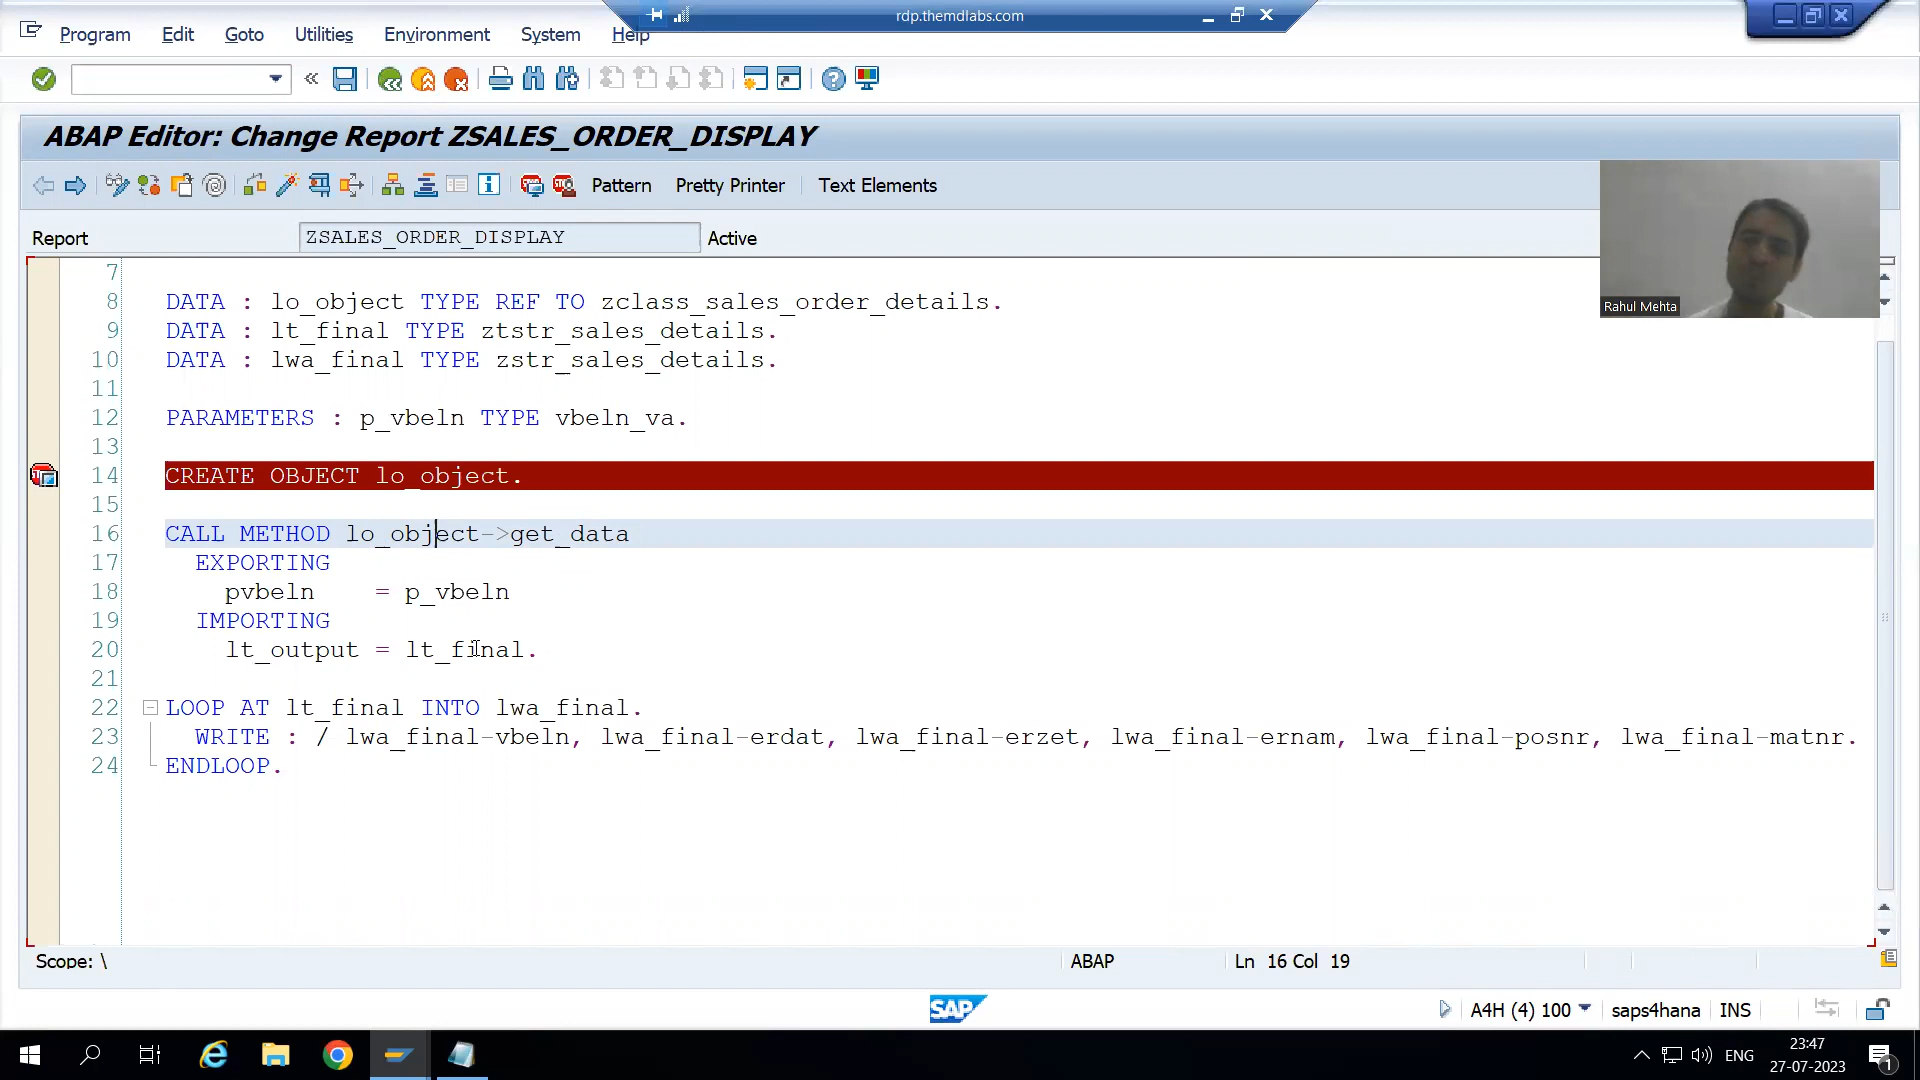 rdp.themdlabs.com
Program Edit Goto Utilities Environment System Help
ABAP Editor: Change Report ZSALES_ORDER_DISPLAY
Pattern Pretty Printer Text Elements
Report ZSALES_ORDER_DISPLAY Active
Rahul Mehta
7
8 DATA : lo_object TYPE REF TO zclass_sales_order_details.
9 DATA : lt_final TYPE ztstr_sales_details.
10 DATA : lwa_final TYPE zstr_sales_details.
11
12 PARAMETERS : p_vbeln TYPE vbeln_va.
13
14 CREATE OBJECT lo_object.
15
16 CALL METHOD lo_object->get_data
17 EXPORTING
18 pvbeln = p_vbeln
19 IMPORTING
20 lt_output = lt_final.
21
22 LOOP AT lt_final INTO lwa_final.
23 WRITE : / lwa_final-vbeln, lwa_final-erdat, lwa_final-erzet, lwa_final-ernam, lwa_final-posnr, lwa_final-matnr.
24 ENDLOOP.
Scope: \ ABAP Ln 16 Col 19
SAP A4H (4) 100 saps4hana INS
ENG 23:47
27-07-2023
1